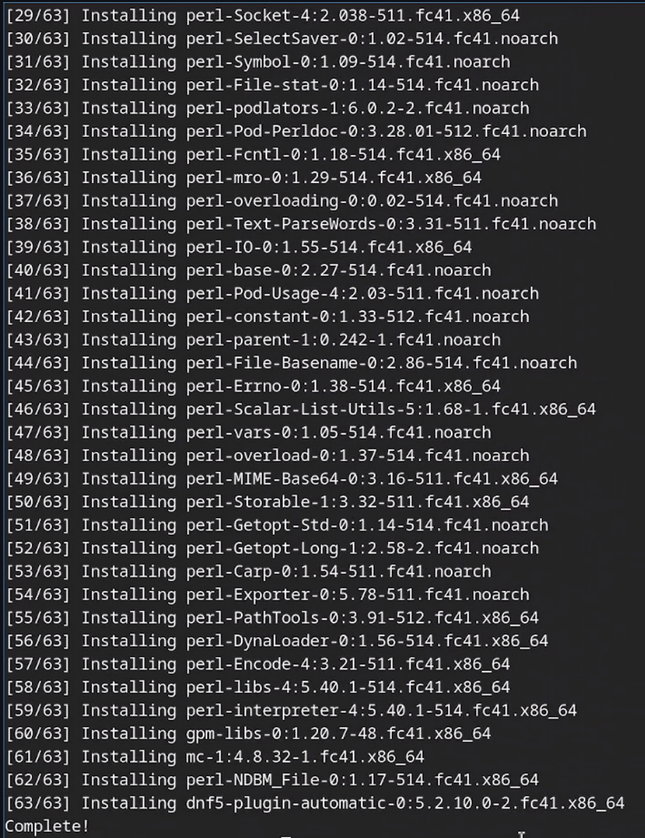 [29/63] Installing perl-Socket-4:2.038-511.fc41.x86_64
[30/63] Installing perl-SelectSaver-0:1.02-514.fc41.noarch
[31/63] Installing perl-Symbol-0:1.09-514.fc41.noarch
[32/63] Installing perl-File-stat-0:1.14-514.fc41.noarch
[33/63] Installing perl-podlators-1:6.0.2-2.fc41.noarch
[34/63] Installing perl-Pod-Perldoc-0:3.28.01-512.fc41.noarch
[35/63] Installing perl-Fcntl-0:1.18-514.fc41.x86_64
[36/63] Installing perl-mro-0:1.29-514.fc41.x86_64
[37/63] Installing perl-overloading-0:0.02-514.fc41.noarch
[38/63] Installing perl-Text-ParseWords-0:3.31-511.fc41.noarch
[39/63] Installing perl-IO-0:1.55-514.fc41.x86_64
[40/63] Installing perl-base-0:2.27-514.fc41.noarch
[41/63] Installing perl-Pod-Usage-4:2.03-511.fc41.noarch
[42/63] Installing perl-constant-0:1.33-512.fc41.noarch
[43/63] Installing perl-parent-1:0.242-1.fc41.noarch
[44/63] Installing perl-File-Basename-0:2.86-514.fc41.noarch
[45/63] Installing perl-Errno-0:1.38-514.fc41.x86_64
[46/63] Installing perl-Scalar-List-Utils-5:1.68-1.fc41.x86_64
[47/63] Installing perl-vars-0:1.05-514.fc41.noarch
[48/63] Installing perl-overload-0:1.37-514.fc41.noarch
[49/63] Installing perl-MIME-Base64-0:3.16-511.fc41.x86_64
[50/63] Installing perl-Storable-1:3.32-511.fc41.x86_64
[51/63] Installing perl-Getopt-Std-0:1.14-514.fc41.noarch
[52/63] Installing perl-Getopt-Long-1:2.58-2.fc41.noarch
[53/63] Installing perl-Carp-0:1.54-511.fc41.noarch
[54/63] Installing perl-Exporter-0:5.78-511.fc41.noarch
[55/63] Installing perl-PathTools-0:3.91-512.fc41.x86_64
[56/63] Installing perl-DynaLoader-0:1.56-514.fc41.x86_64
[57/63] Installing perl-Encode-4:3.21-511.fc41.x86_64
[58/63] Installing perl-libs-4:5.40.1-514.fc41.x86_64
[59/63] Installing perl-interpreter-4:5.40.1-514.fc41.x86_64
[60/63] Installing gpm-libs-0:1.20.7-48.fc41.x86_64
[61/63] Installing mc-1:4.8.32-1.fc41.x86_64
[62/63] Installing perl-NDBM_File-0:1.17-514.fc41.x86_64
[63/63] Installing dnf5-plugin-automatic-0:5.2.10.0-2.fc41.x86_64
Complete!